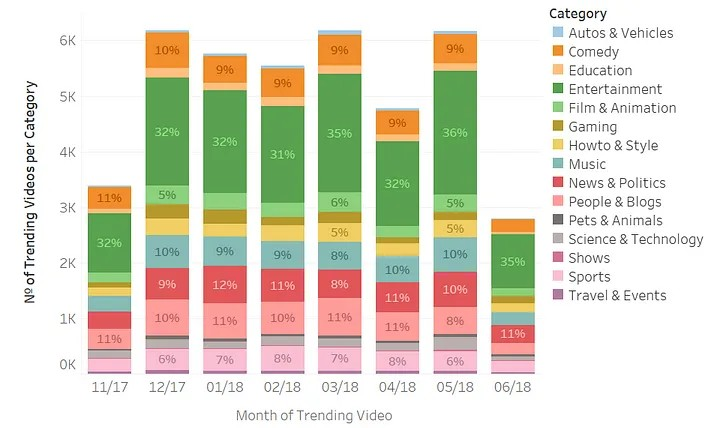 Nº of Trending Videos per Category
6K
5K
4K
3K
2K
1K
0K
11%
32%
11%
10%
32%
5%
10%
9%
10%
6%
9%
32%
9%
12%
11%
7%
9%
31%
9%
11%
10%
8%
9%
35%
6%
5%
8%
8%
11%
7%
9%
32%
10%
11%
11%
8%
9%
36%
5%
5%
10%
10%
8%
6%
35%
11%
11/17 12/17 01/18 02/18 03/18 04/18 05/18 06/18
Month of Trending Video
Category
Autos & Vehicles
Comedy
Education
Entertainment
Film & Animation
Gaming
Howto & Style
Music
News & Politics
People & Blogs
Pets & Animals
Science & Technology
Shows
Sports
Travel & Events